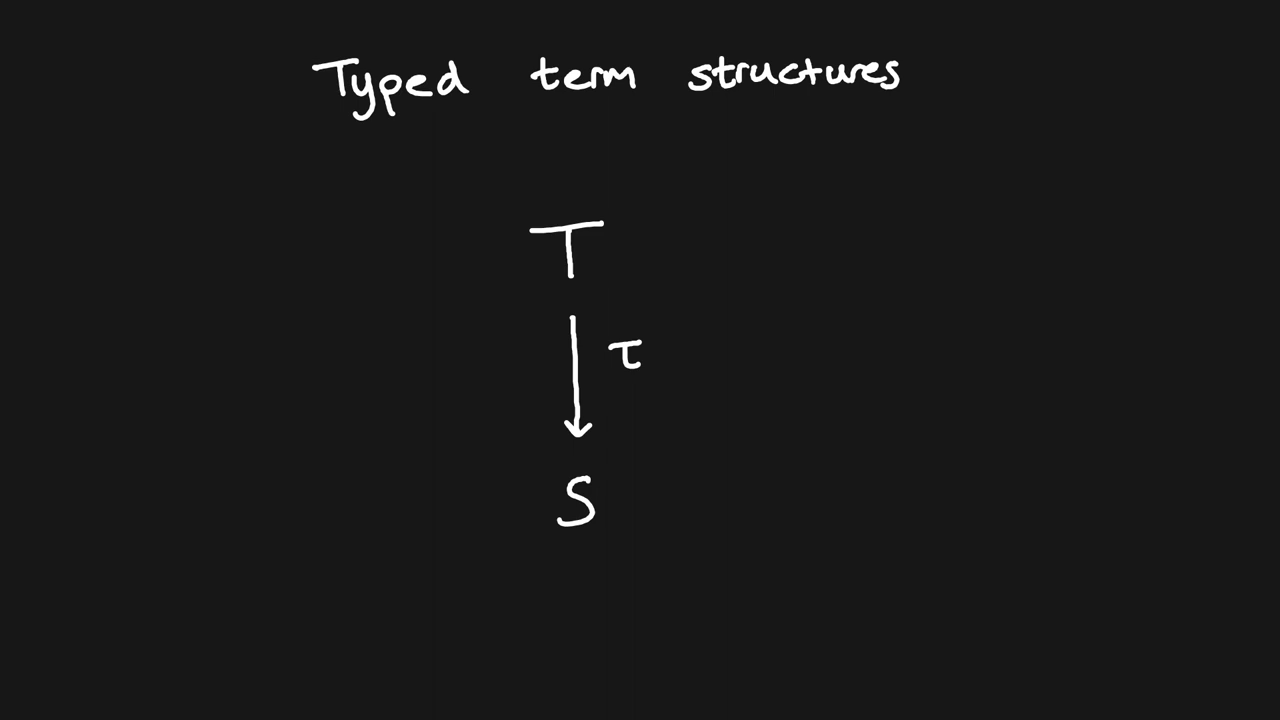 Typed term structures
T
τ
S